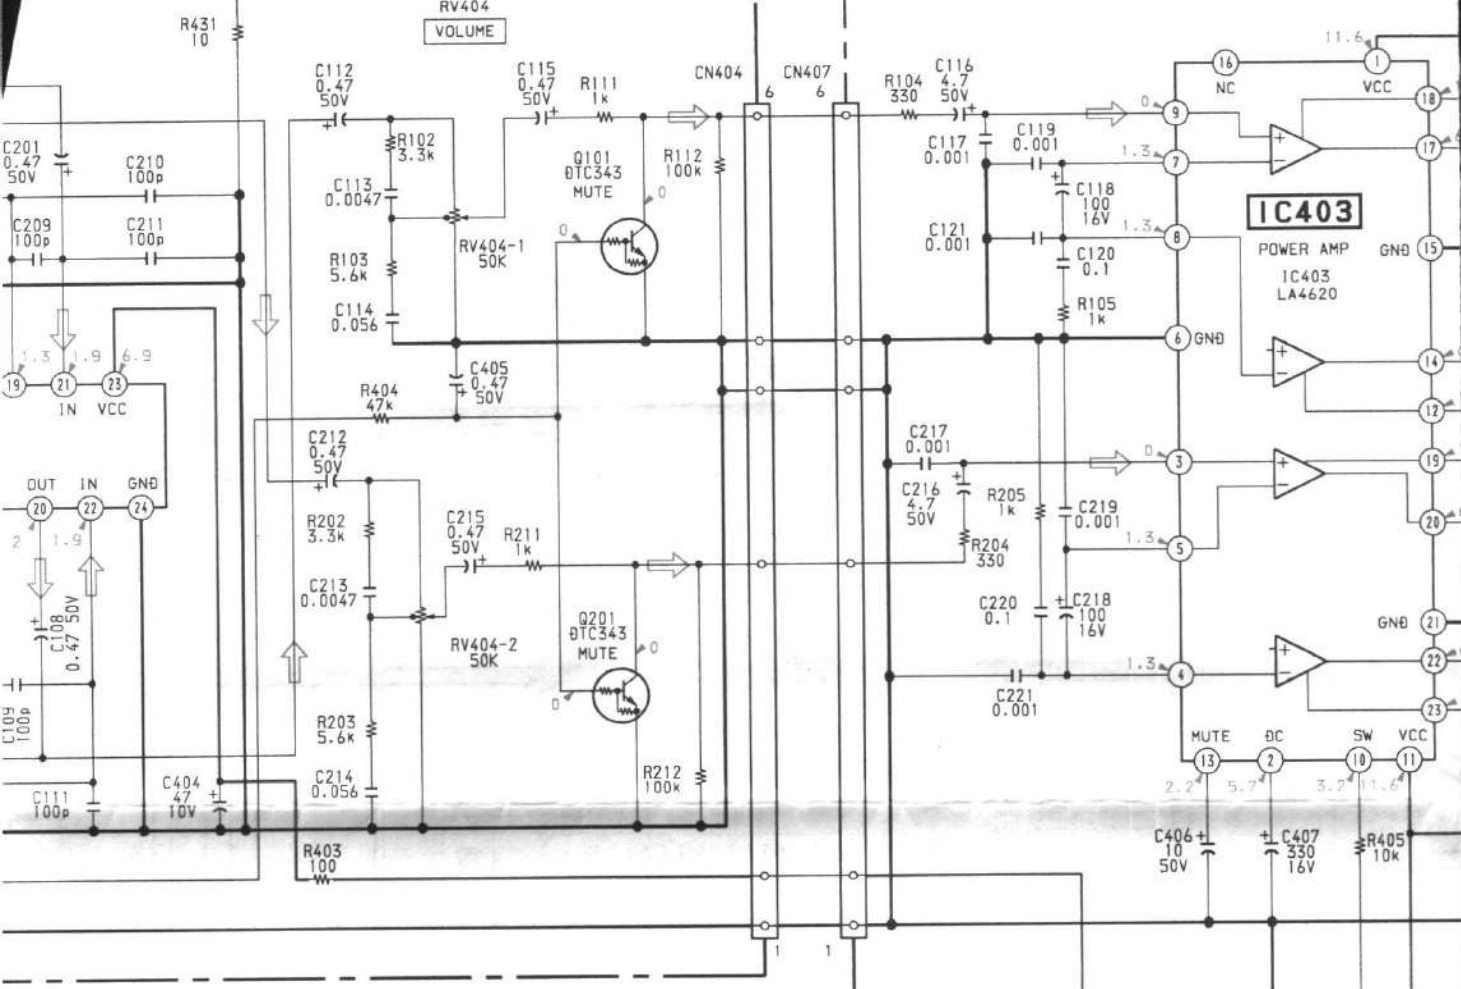 RV404
VOLUME
R431
10
C112
0.47
50V
C115
0.47
50V
R111
1k
CN404
6
CN407
6
R104
330
C116
4.7
50V
11.6
16
NC
1
VCC
18
17
C201
0.47
50V
C210
100p
R102
3.3k
C113
0.0047
Q101
DTC343
MUTE
R112
100k
0
0
C117
0.001
C119
0.001
0
9
1.3
7
C118
100
16V
IC403
POWER AMP
IC403
LA4620
C209
100p
C211
100p
RV404-1
50K
R103
5.6k
C114
0.056
C121
0.001
1.3
8
C120
0.1
R105
1k
GND
15
6
GND
14
12
1.3
1.9
6.9
19
21
23
IN
VCC
R404
47k
C405
0.47
50V
C212
0.47
50V
C217
0.001
C216
4.7
50V
0
3
19
OUT
IN
GND
20
22
24
2
1.9
R202
3.3k
C215
0.47
50V
R211
1k
R205
1k
C219
0.001
R204
330
1.3
5
20
C213
0.0047
C108
0.47 50V
Q201
DTC343
MUTE
0
0
C220
0.1
C218
100
16V
GND
21
RV404-2
50K
1.3
4
22
C221
0.001
23
C109
100p
R203
5.6k
C214
0.056
R212
100k
MUTE
DC
SW
VCC
13
2
10
11
2.2
5.7
3.2
11.6
C111
100p
C404
47
10V
R403
100
C406
10
50V
C407
330
16V
R405
10k
1
1